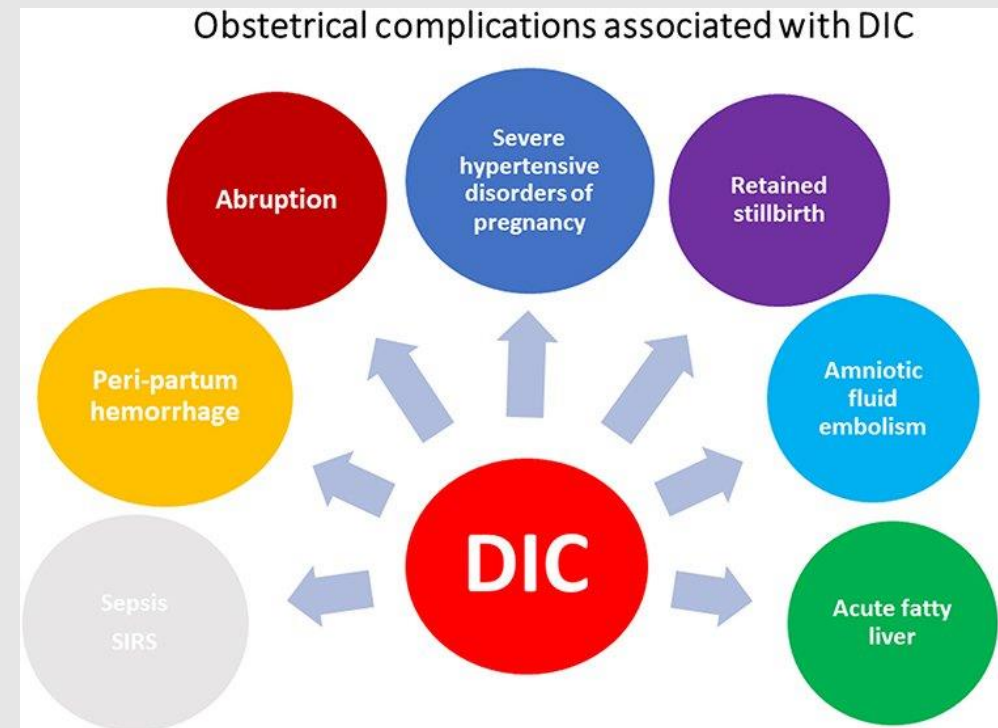 Obstetrical complications associated with DIC
Severe
hypertensive
disorders of
pregnancy
Abruption
Retained
stillbirth
Peri-partum
hemorrhage
Amniotic
fluid
embolism
DIC
Sepsis
SIRS
Acute fatty
liver